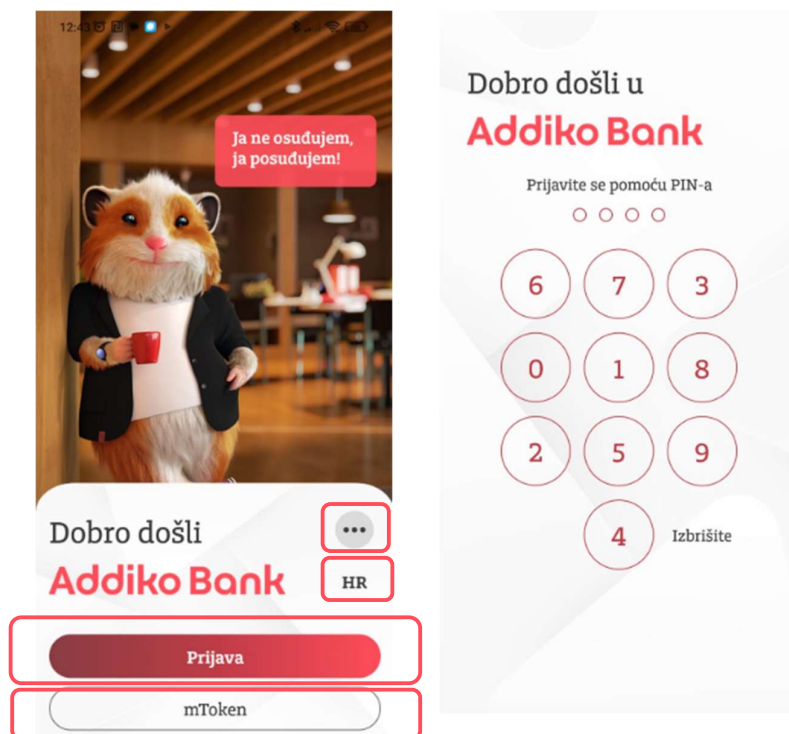 12:43
Ja ne osuđujem,
ja posuđujem!
Dobro došli
Addiko Bank
HR
Prijava
mToken
Dobro došli u
Addiko Bank
Prijavite se pomoću PIN-a
6 7 3
0 1 8
2 5 9
4 Izbrišite